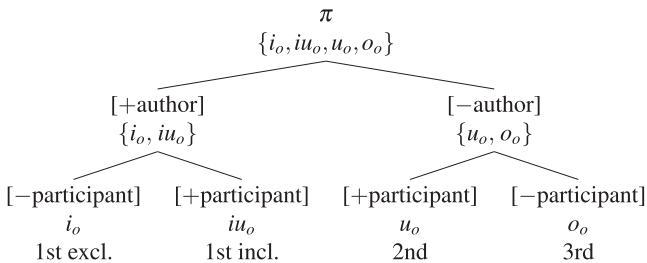 π
{i_o, iu_o, u_o, o_o}
[+author] [−author]
{i_o, iu_o} {u_o, o_o}
[−participant] [+participant] [+participant] [−participant]
i_o iu_o u_o o_o
1st excl. 1st incl. 2nd 3rd